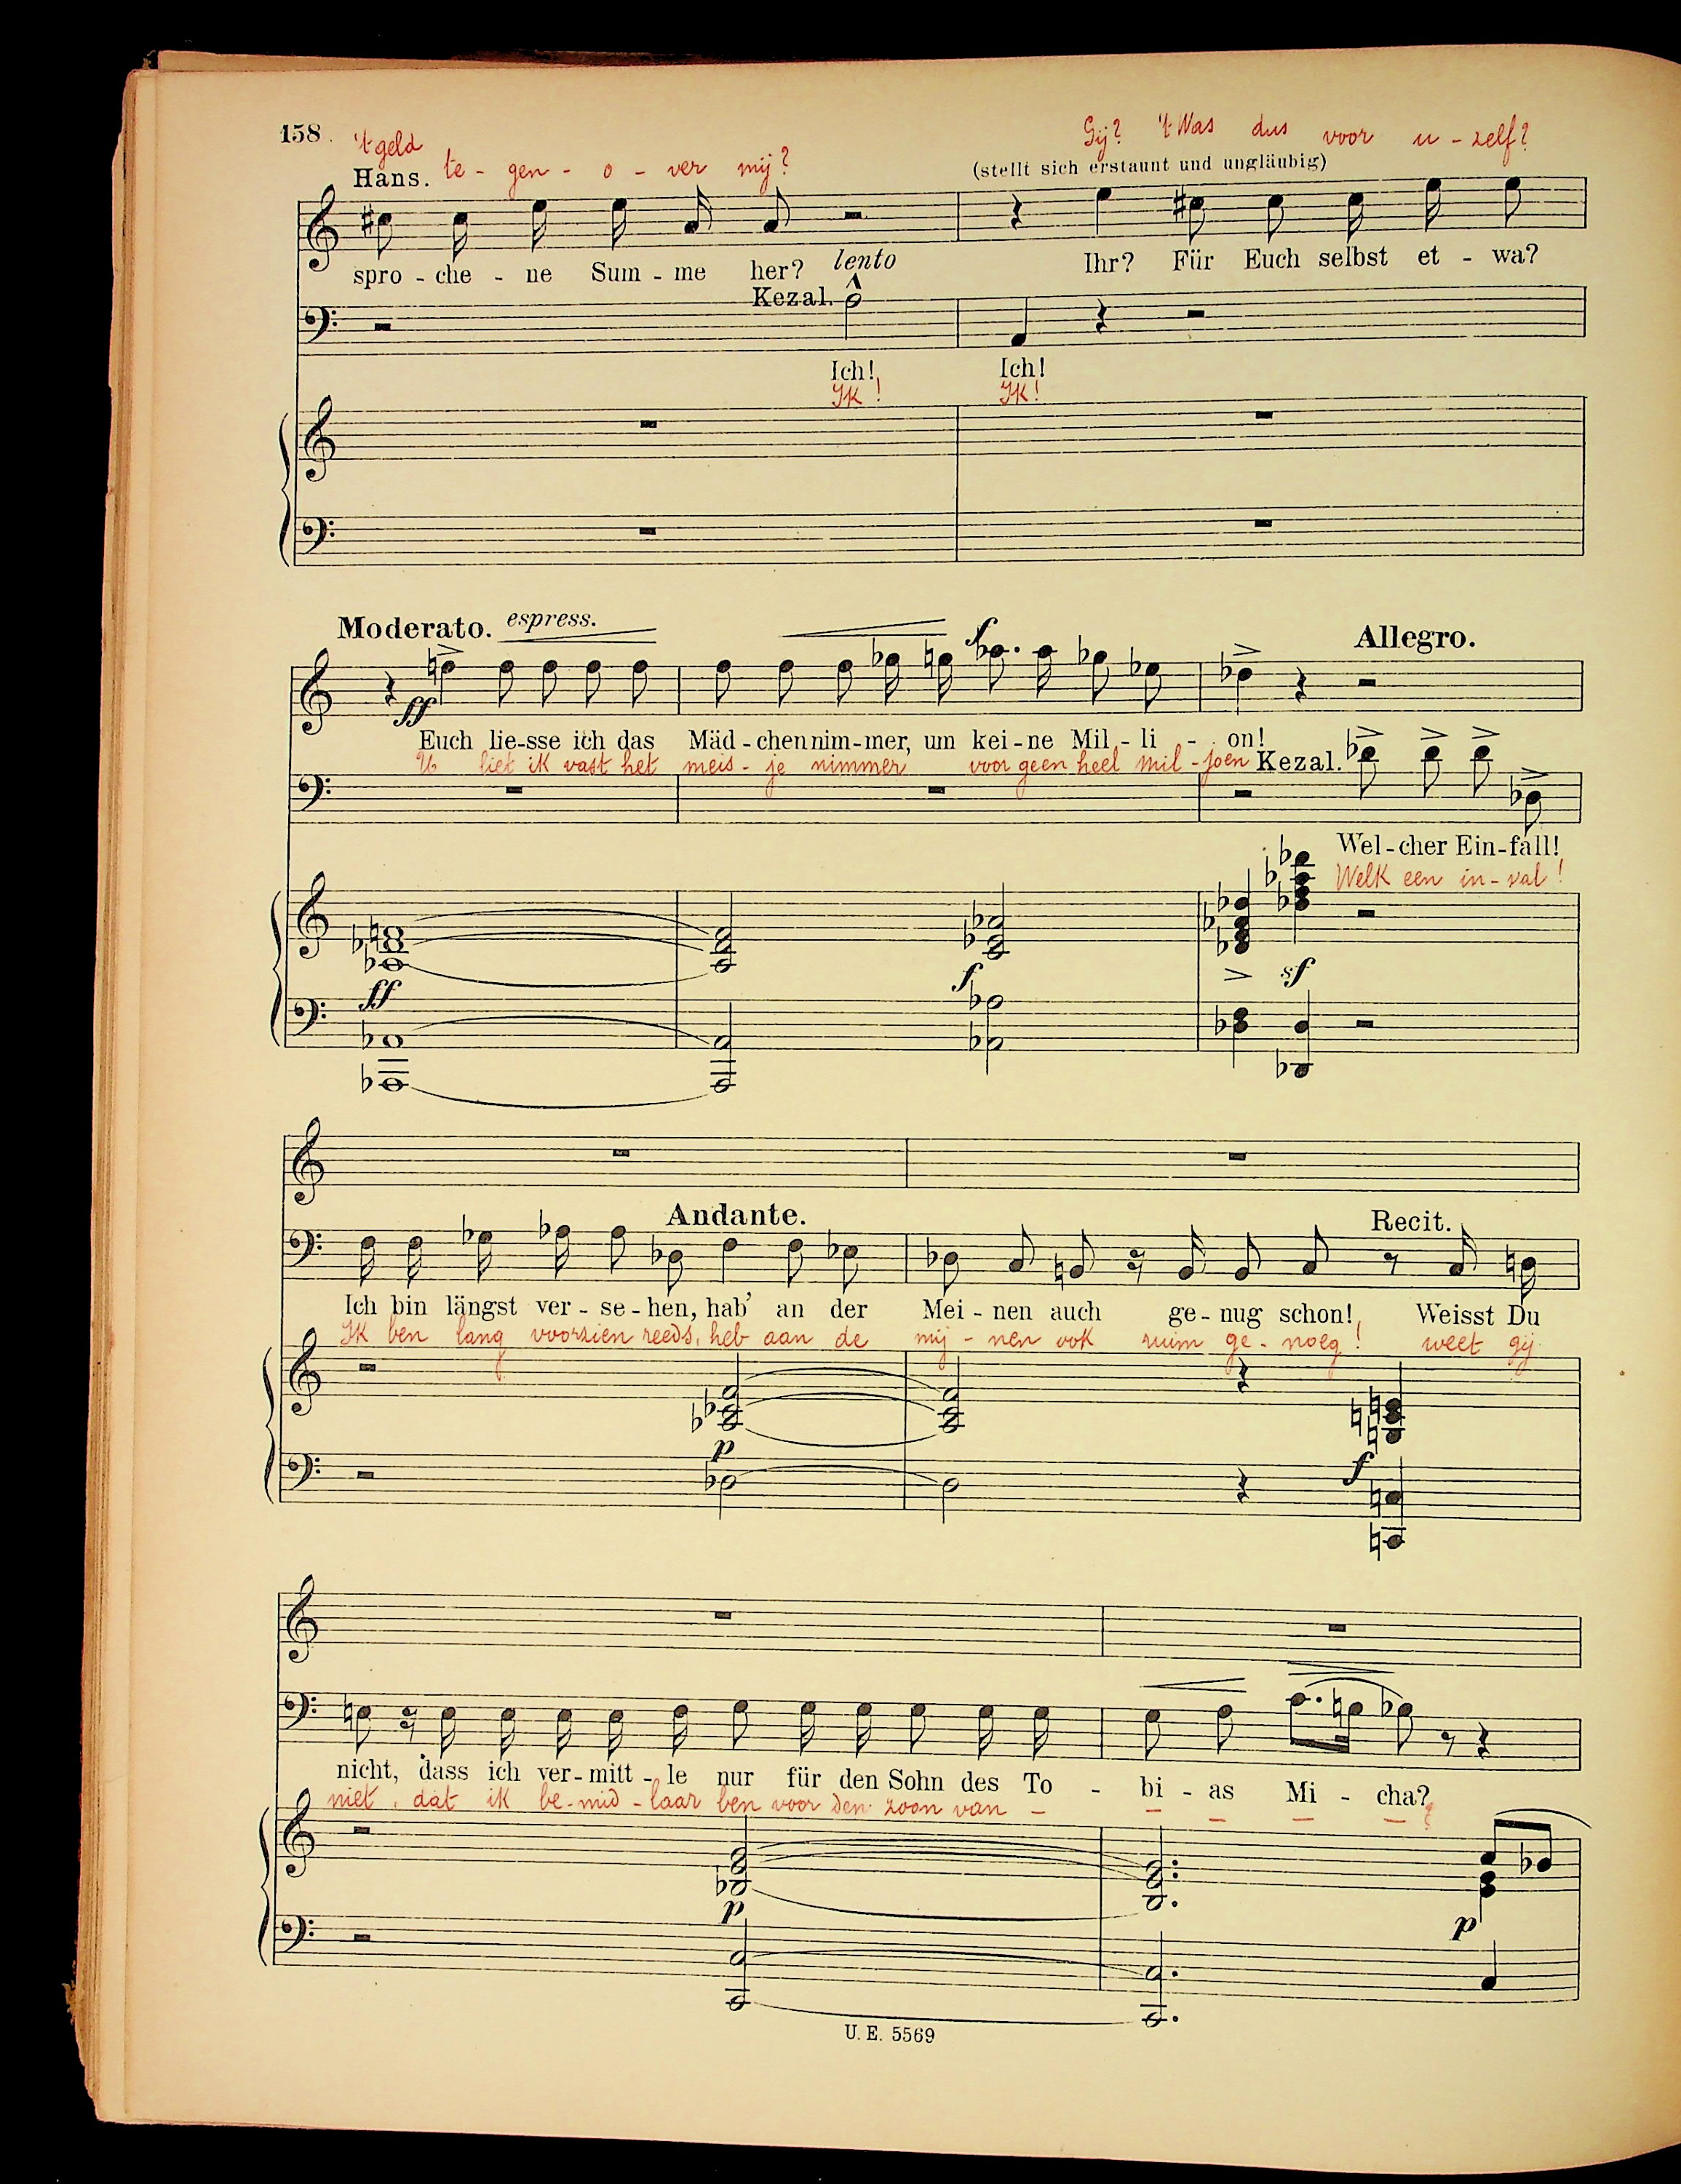 158.
'tgeld
te - gen - o - ver mij?
Gij? 't Was dus voor u - zelf?
Hans.
(stellt sich erstaunt und ungläubig)
spro - che - ne Sum - me her? lento
Ihr? Für Euch selbst et - wa?
Kezal.
Ich! Ich!
Ik! Ik!
Moderato. espress.
f
Allegro.
ff
Euch lie-sse ich das Mäd - chen nim - mer, um kei - ne Mil - li - on!
U liet ik vast het meis - je nimmer voor geen heel mil - joen
Kezal.
Wel - cher Ein - fall!
Welk een in - val!
ff f sf
Andante.
Recit.
Ich bin längst ver - se - hen, hab' an der Mei - nen auch ge - nug schon! Weisst Du
Ik ben lang voorzien reeds, heb aan de mij - nen ook ruim ge - noeg! weet gij
p f
nicht, dass ich ver - mitt - le nur für den Sohn des To - bi - as Mi - cha?
niet, dat ik be - mid - laar ben voor den zoon van - - - - - ?
p p
U. E. 5569